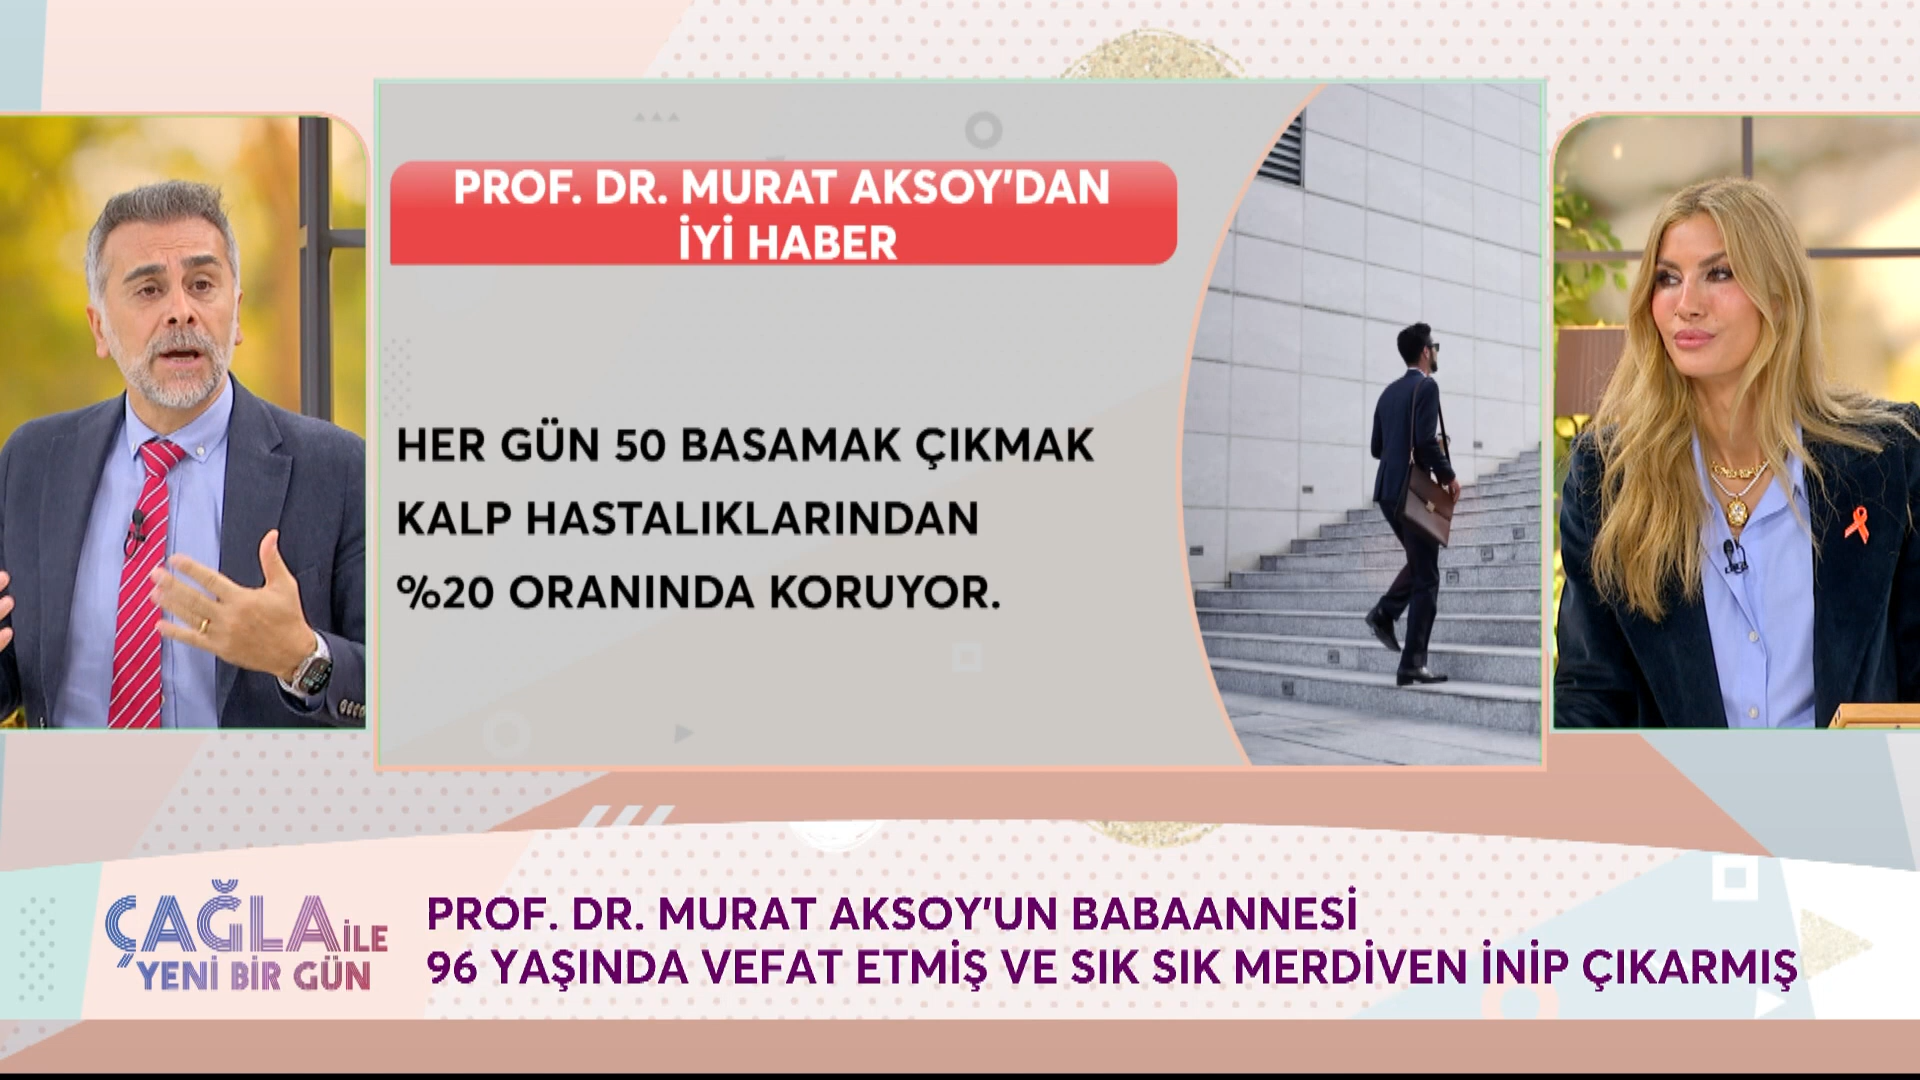 PROF. DR. MURAT AKSOY'DAN
İYİ HABER
HER GÜN 50 BASAMAK ÇIKMAK
KALP HASTALIKLARINDAN
%20 ORANINDA KORUYOR.
ÇAĞLA İLE
YENİ BİR GÜN
PROF. DR. MURAT AKSOY'UN BABAANNESİ
96 YAŞINDA VEFAT ETMİŞ VE SIK SIK MERDİVEN İNİP ÇIKARMIŞ